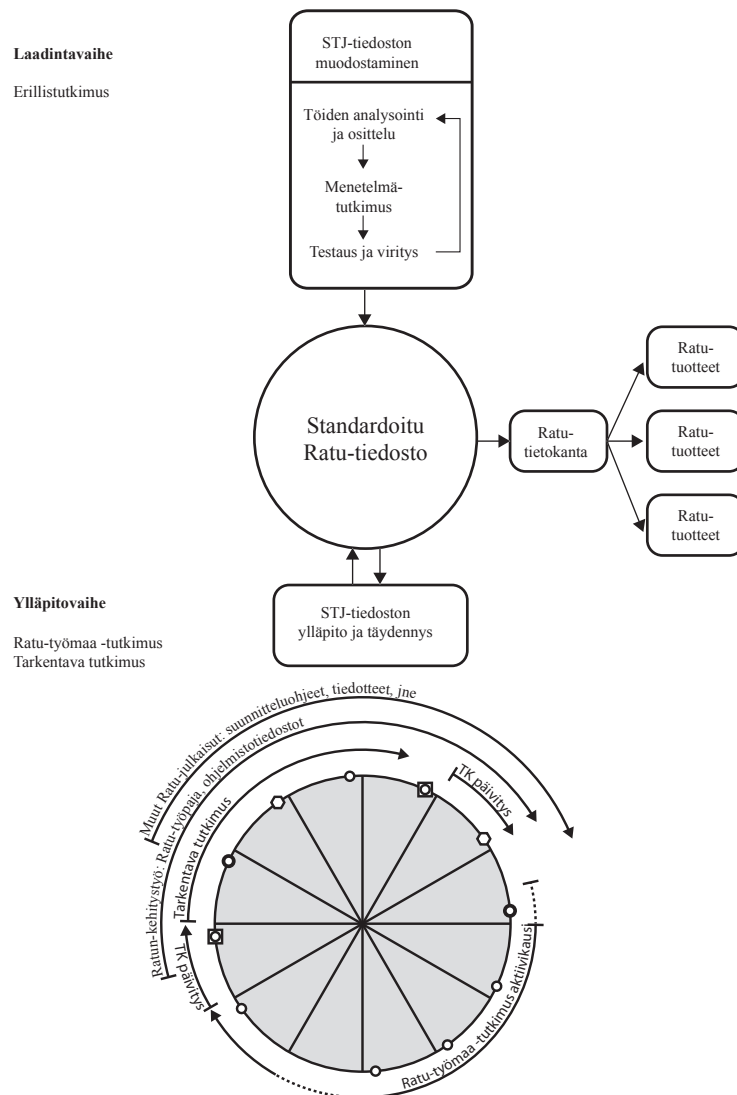 Laadintavaihe
Erillistutkimus
STJ-tiedoston
muodostaminen
Töiden analysointi
ja osittelu
Menetelmä-
tutkimus
Testaus ja viritys
Standardoitu
Ratu-tiedosto
Ratu-
tietokanta
Ratu-
tuotteet
Ratu-
tuotteet
Ratu-
tuotteet
Ylläpitovaihe
Ratu-työmaa -tutkimus
Tarkentava tutkimus
STJ-tiedoston
ylläpito ja täydennys
Muut Ratu-julkaisut: suunnitteluohjeet, tiedotteet, jne
Ratun-kehitystyö: Ratu-työpaja, ohjelmistotiedostot
Tarkentava tutkimus
TK päivitys
TK päivitys
Ratu-työmaa -tutkimus aktiivikausi